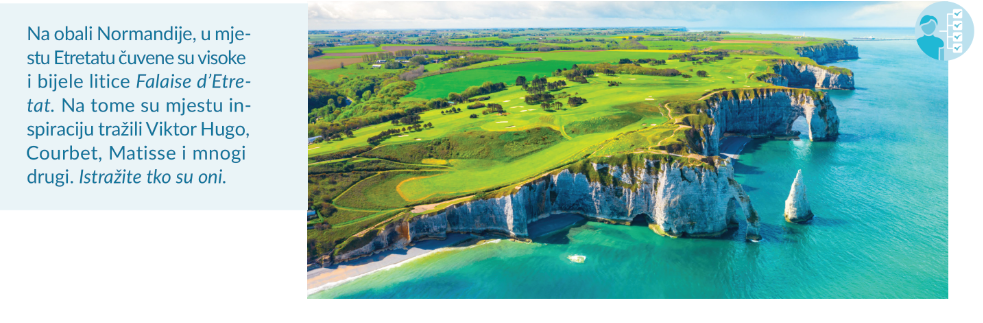 Na obali Normandije, u mje-
stu Etretatu čuvene su visoke
i bijele litice Falaise d’Etre-
tat. Na tome su mjestu in-
spiraciju tražili Viktor Hugo,
Courbet, Matisse i mnogi
drugi. Istražite tko su oni.